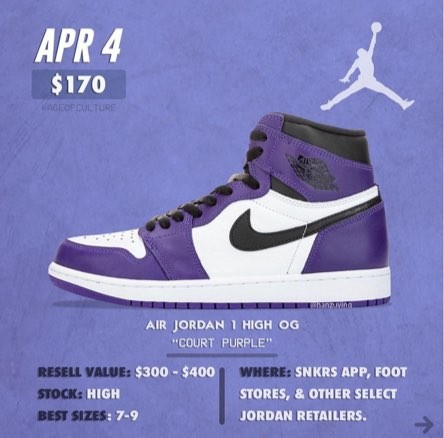 APR 4
$170
#AGEOFCULTURE
AIR JORDAN 1 HIGH OG
"COURT PURPLE"
RESELL VALUE: $300 - $400
STOCK: HIGH
BEST SIZES: 7-9
WHERE: SNKRS APP, FOOT
STORES, & OTHER SELECT
JORDAN RETAILERS.